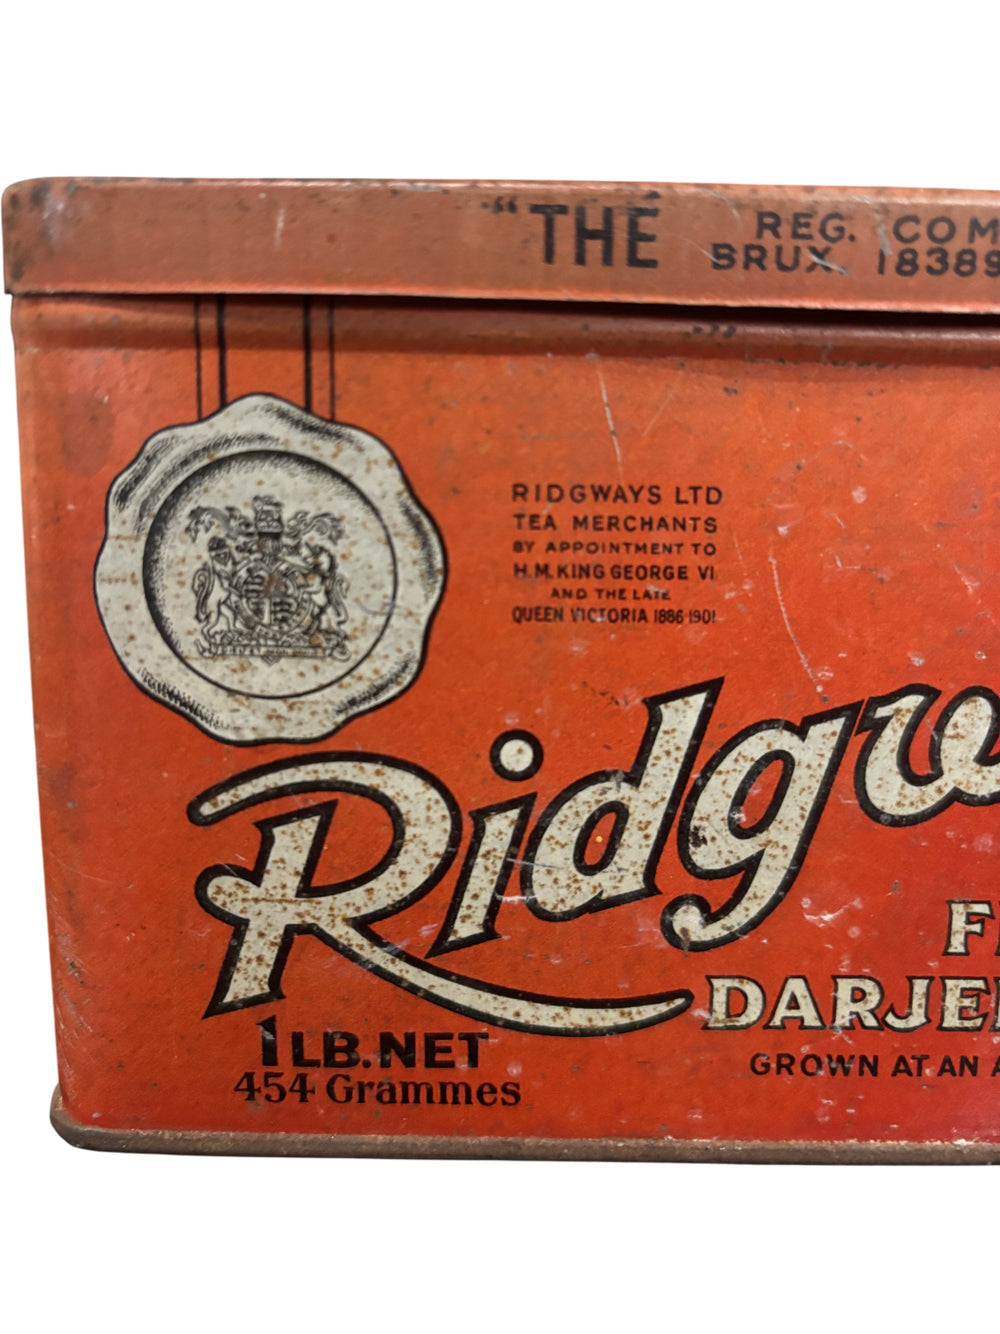 "THE
REG. COM
BRUX. 18389
RIDGWAYS LTD
TEA MERCHANTS
BY APPOINTMENT TO
H.M. KING GEORGE VI
AND THE LATE
QUEEN VICTORIA 1886-1901
Ridgw
F
DARJE
GROWN AT AN A
1 LB. NET
454 Grammes